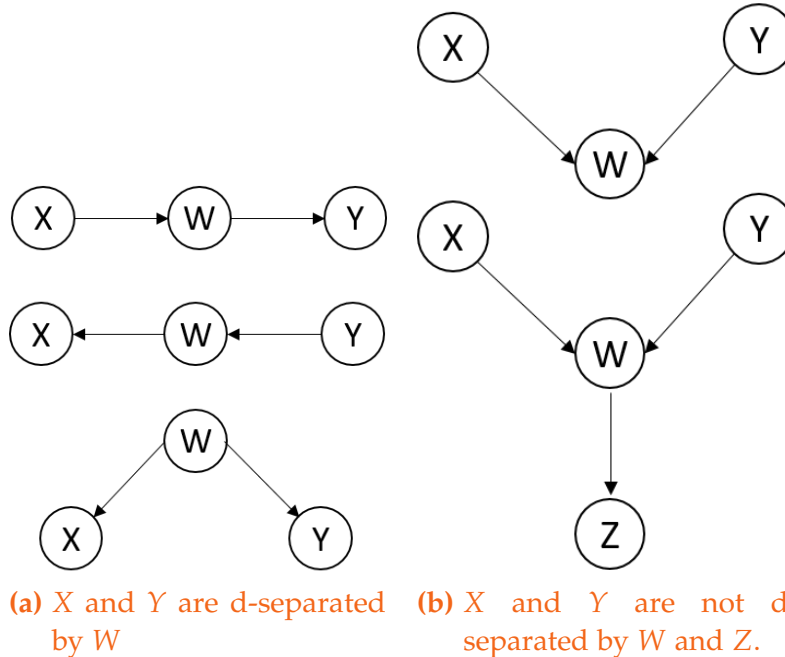 X W Y
X W Y
W
X Y
(a) X and Y are d-separated
by W
X Y
W
X Y
W
Z
(b) X and Y are not d
separated by W and Z.